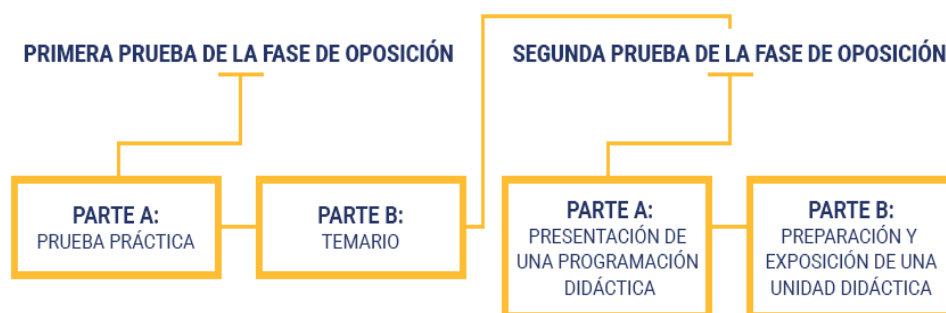 PRIMERA PRUEBA DE LA FASE DE OPOSICIÓN
SEGUNDA PRUEBA DE LA FASE DE OPOSICIÓN
PARTE A:
PRUEBA PRÁCTICA
PARTE B:
TEMARIO
PARTE A:
PRESENTACIÓN DE
UNA PROGRAMACIÓN
DIDÁCTICA
PARTE B:
PREPARACIÓN Y
EXPOSICIÓN DE UNA
UNIDAD DIDÁCTICA